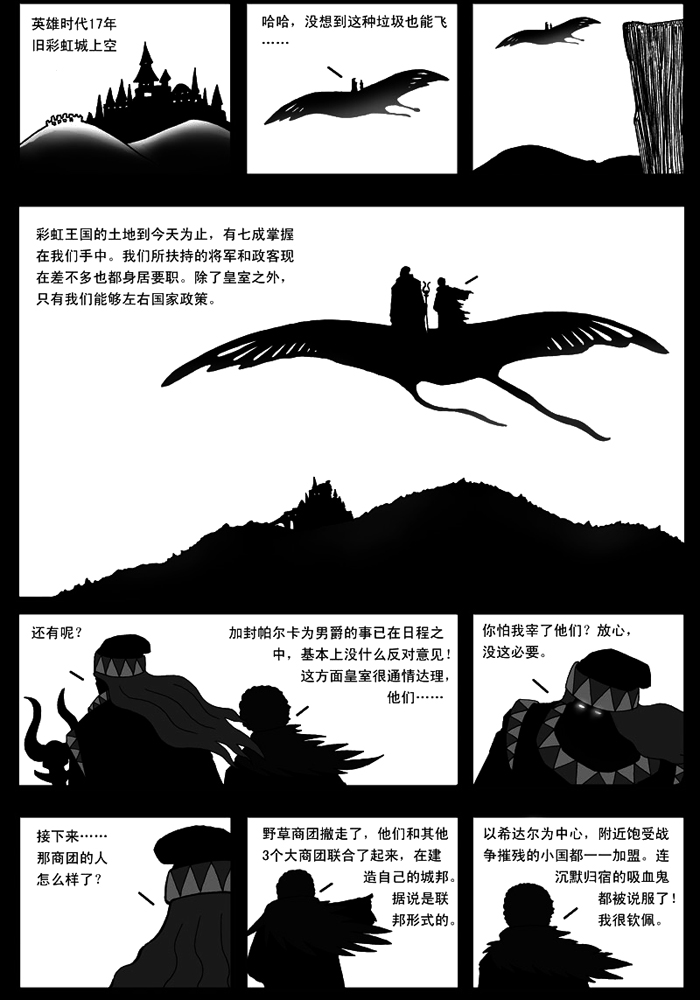 英雄时代17年
旧彩虹城上空
哈哈，没想到这种垃圾也能飞
……
彩虹王国的土地到今天为止，有七成掌握
在我们手中。我们所扶持的将军和政客现
在差不多也都身居要职。除了皇室之外，
只有我们能够左右国家政策。
还有呢？
加封帕尔卡为男爵的事已在日程之
中，基本上没什么反对意见！
这方面皇室很通情达理，
他们……
你怕我宰了他们？放心，
没这必要。
接下来……
那商团的人
怎么样了？
野草商团撤走了，他们和其他
3个大商团联合了起来，在建
造自己的城邦。
据说是联
邦形式的。
以希达尔为中心，附近饱受战
争摧残的小国都一一加盟。连
沉默归宿的吸血鬼
都被说服了！
我很钦佩。